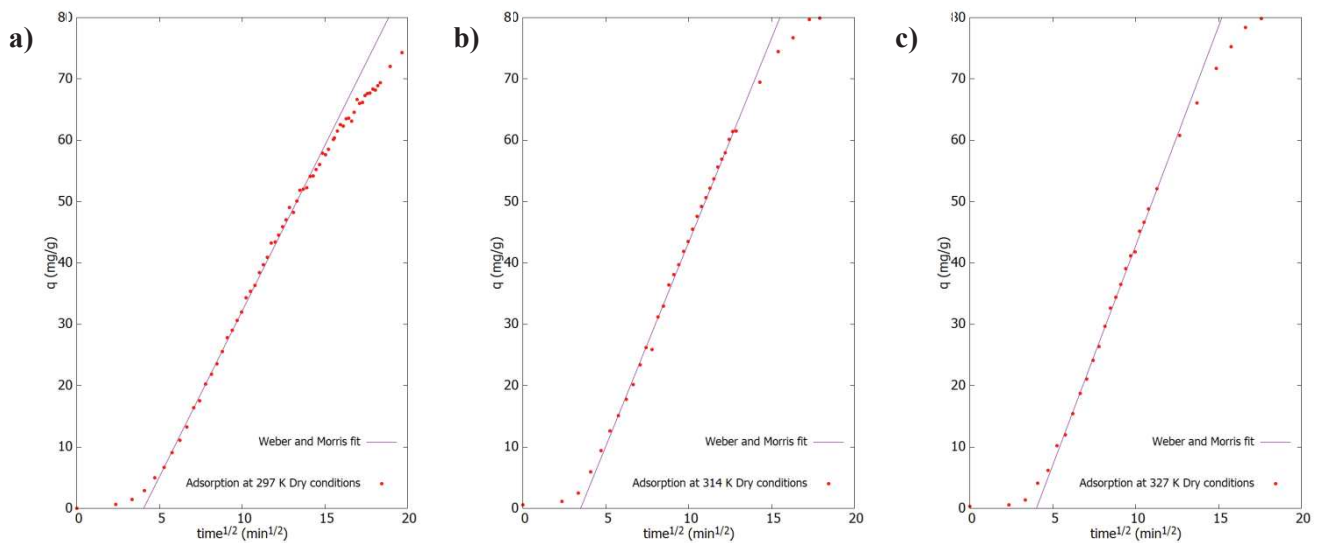 a)
80
70
60
50
40
30
20
10
0
q (mg/g)
0
5
10
15
20
time1/2 (min1/2)
Weber and Morris fit
Adsorption at 297 K Dry conditions
b)
80
70
60
50
40
30
20
10
0
q (mg/g)
0
5
10
15
20
time1/2 (min1/2)
Weber and Morris fit
Adsorption at 314 K Dry conditions
c)
80
70
60
50
40
30
20
10
0
q (mg/g)
0
5
10
15
20
time1/2 (min1/2)
Weber and Morris fit
Adsorption at 327 K Dry conditions